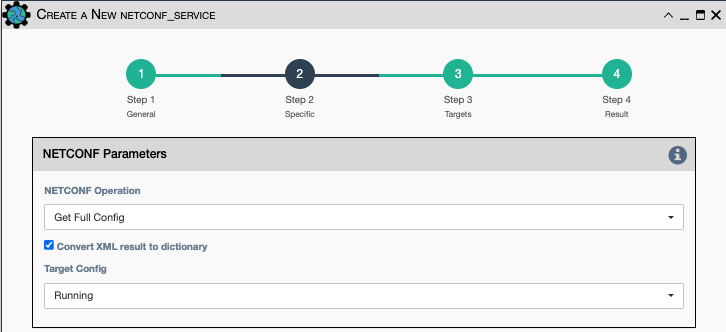 CREATE A NEW NETCONF_SERVICE
1 2 3 4
Step 1 Step 2 Step 3 Step 4
General Specific Targets Result
NETCONF Parameters
NETCONF Operation
Get Full Config
Convert XML result to dictionary
Target Config
Running